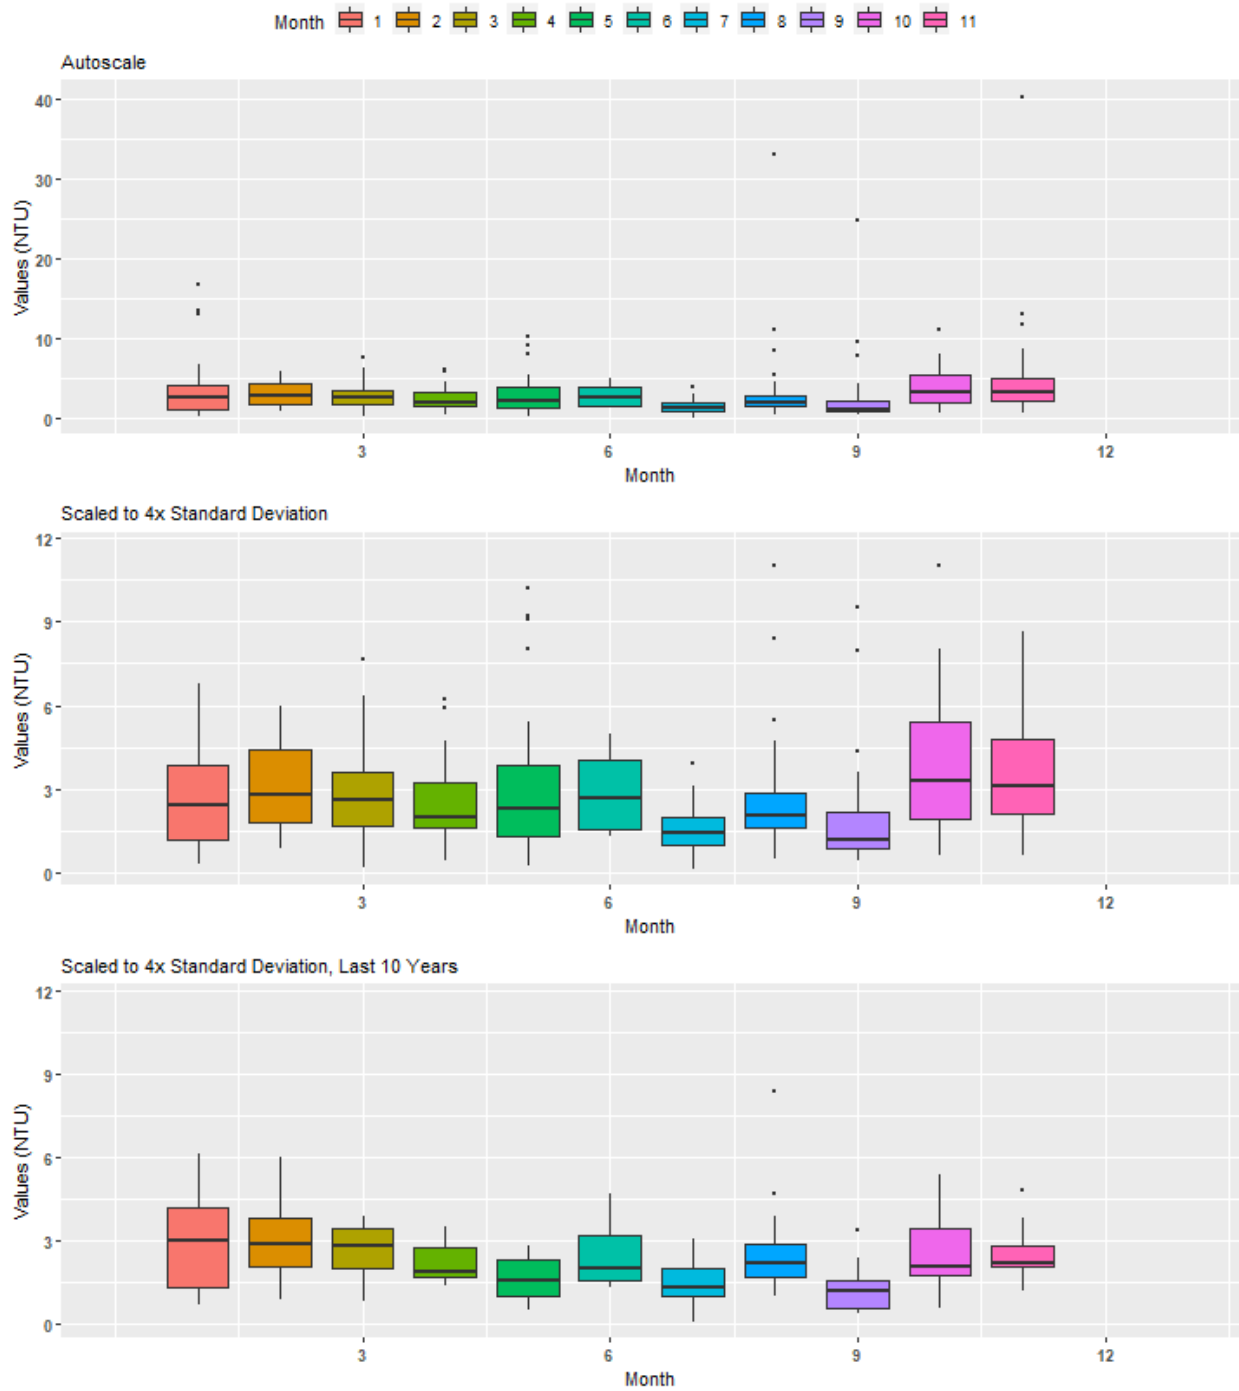 Month 1 2 3 4 5 6 7 8 9 10 11
Autoscale
Values (NTU)
40
30
20
10
0
3 6 9 12
Month
Scaled to 4x Standard Deviation
Values (NTU)
12
9
6
3
0
3 6 9 12
Month
Scaled to 4x Standard Deviation, Last 10 Years
Values (NTU)
12
9
6
3
0
3 6 9 12
Month